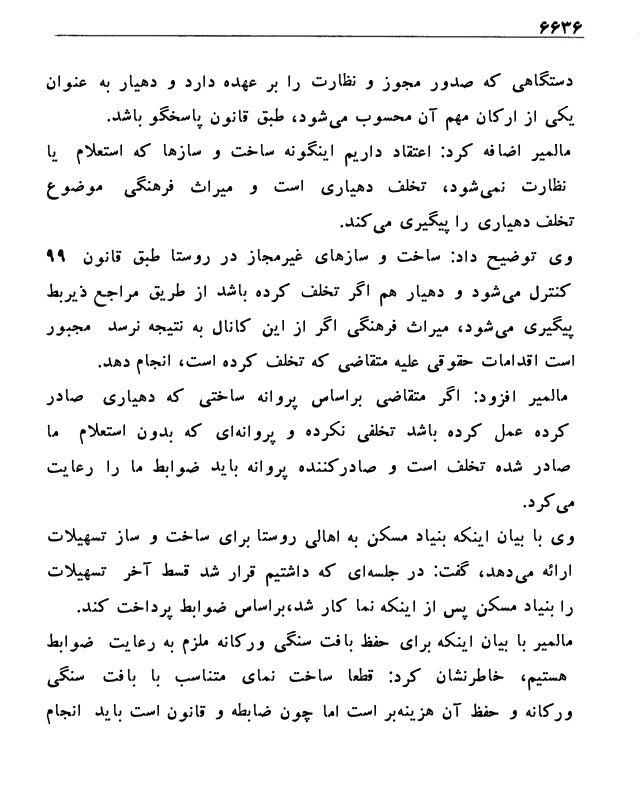 ۶۶۳۶
دستگاهی که صدور مجوز و نظارت را بر عهده دارد و دهیار به عنوان
یکی از ارکان مهم آن محسوب می‌شود، طبق قانون پاسخگو باشد.
مالمیر اضافه کرد: اعتقاد داریم اینگونه ساخت و سازها که استعلام یا
نظارت نمی‌شود، تخلف دهیاری است و میراث فرهنگی موضوع
تخلف دهیاری را پیگیری می‌کند.
وی توضیح داد: ساخت و سازهای غیرمجاز در روستا طبق قانون ۹۹
کنترل می‌شود و دهیار هم اگر تخلف کرده باشد از طریق مراجع ذیربط
پیگیری می‌شود، میراث فرهنگی اگر از این کانال به نتیجه نرسد مجبور
است اقدامات حقوقی علیه متقاضی که تخلف کرده است، انجام دهد.
مالمیر افزود: اگر متقاضی براساس پروانه ساختی که دهیاری صادر
کرده عمل کرده باشد تخلفی نکرده و پروانه‌ای که بدون استعلام ما
صادر شده تخلف است و صادرکننده پروانه باید ضوابط ما را رعایت
می‌کرد.
وی با بیان اینکه بنیاد مسکن به اهالی روستا برای ساخت و ساز تسهیلات
ارائه می‌دهد، گفت: در جلسه‌ای که داشتیم قرار شد قسط آخر تسهیلات
را بنیاد مسکن پس از اینکه نما کار شد،براساس ضوابط پرداخت کند.
مالمیر با بیان اینکه برای حفظ بافت سنگی ورکانه ملزم به رعایت ضوابط
هستیم، خاطرنشان کرد: قطعا ساخت نمای متناسب با بافت سنگی
ورکانه و حفظ آن هزینه‌بر است اما چون ضابطه و قانون است باید انجام